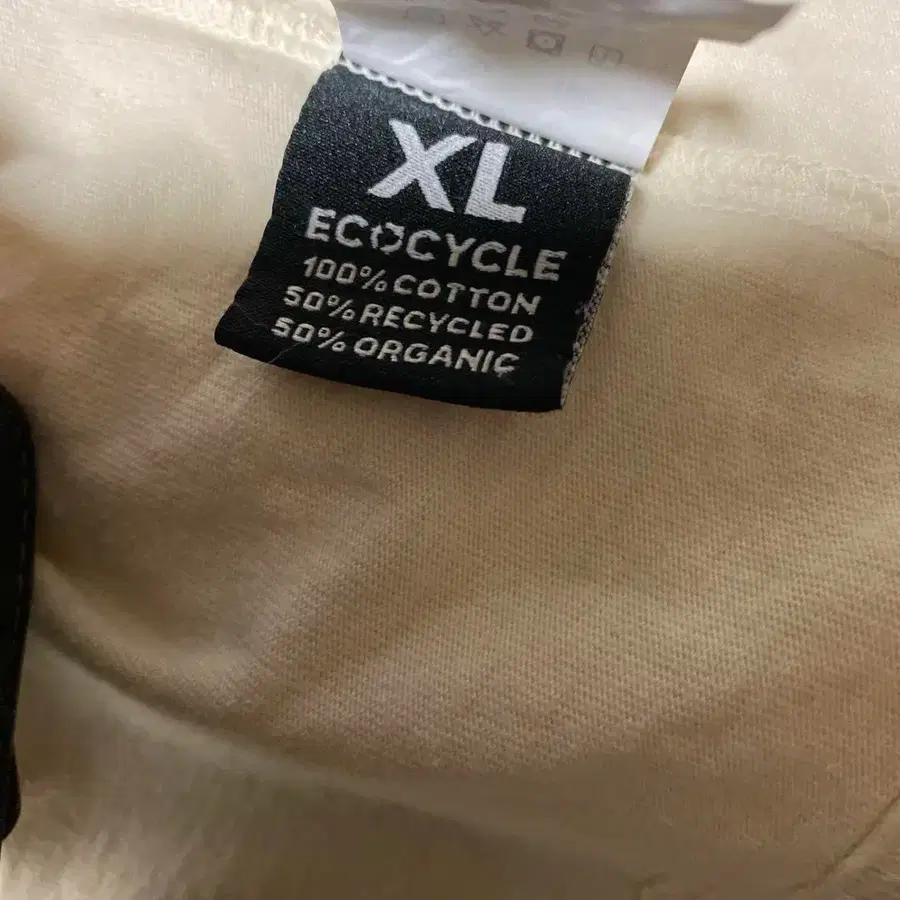 XL
ECOCYCLE
100% COTTON
50% RECYCLED
50% ORGANIC